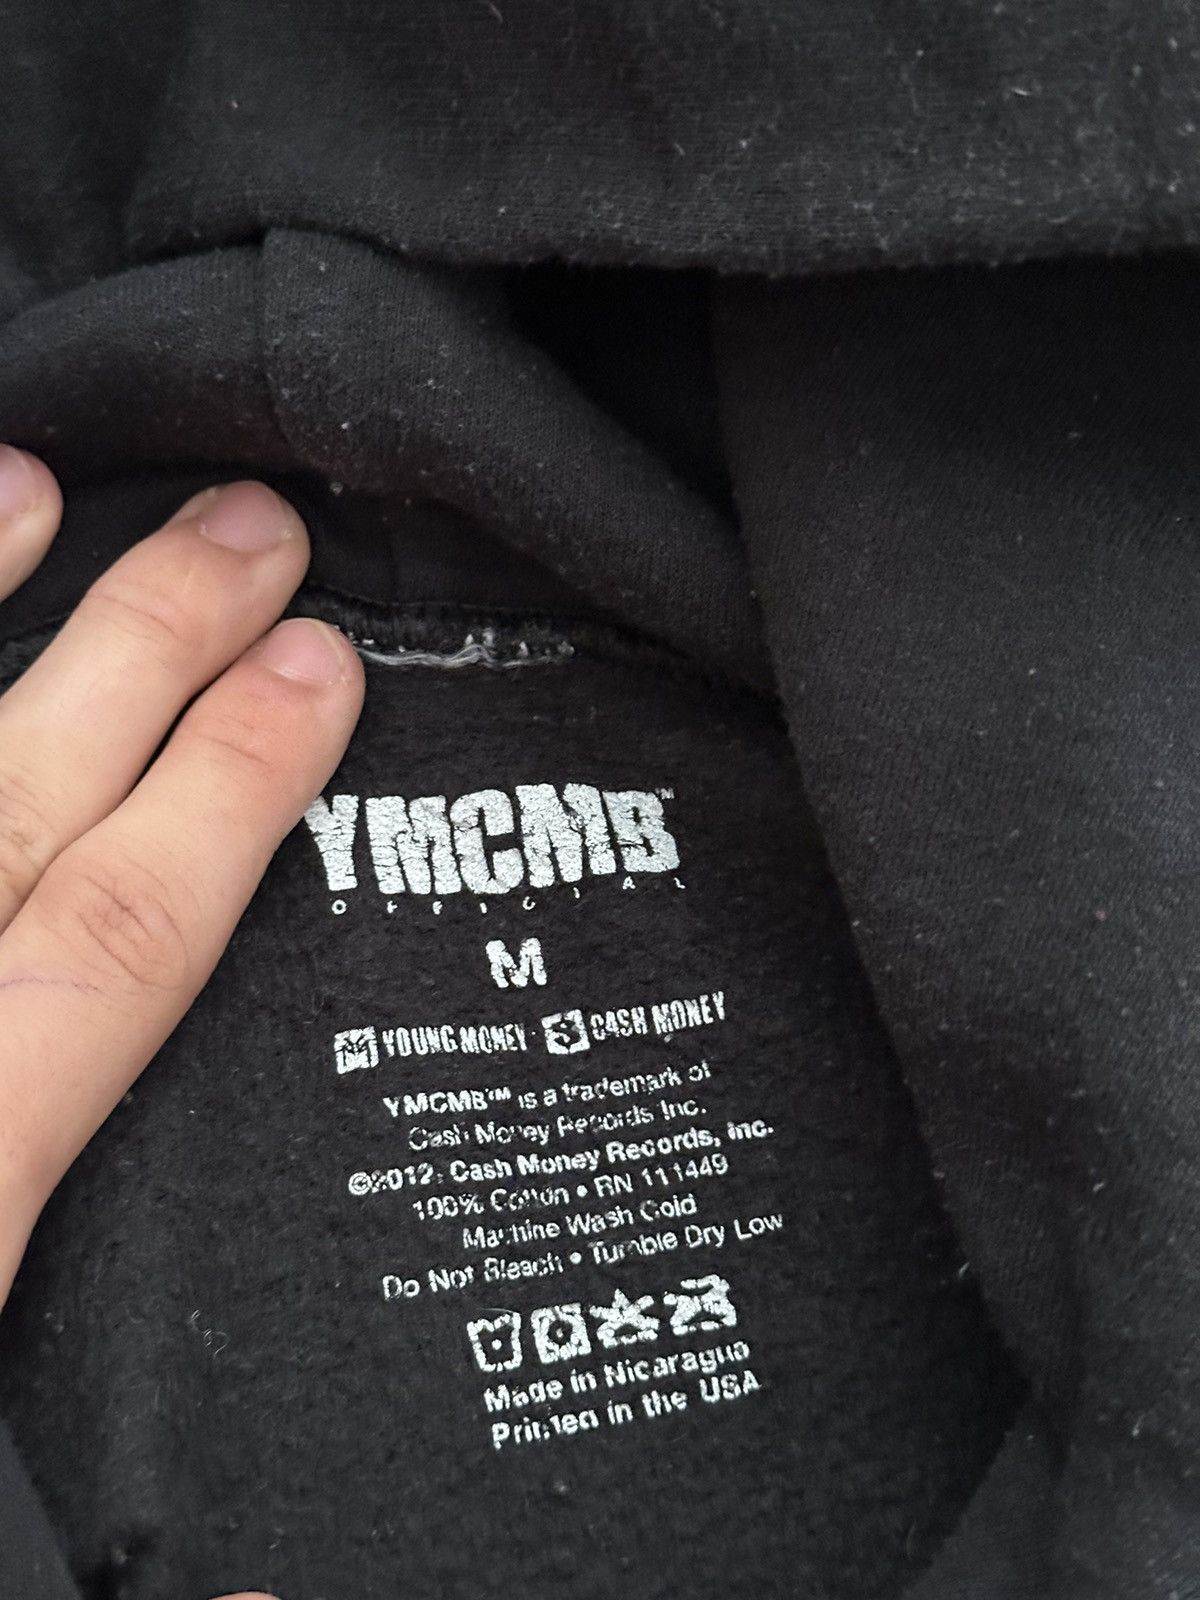 YMCMB™
OFFICIAL
M
YOUNG MONEY · $ CASH MONEY
YMCMB™ is a trademark of
Cash Money Records Inc.
©2012, Cash Money Records, Inc.
100% Cotton • RN 111449
Machine Wash Cold
Do Not Bleach • Tumble Dry Low
Made in Nicaragua
Printed in the USA